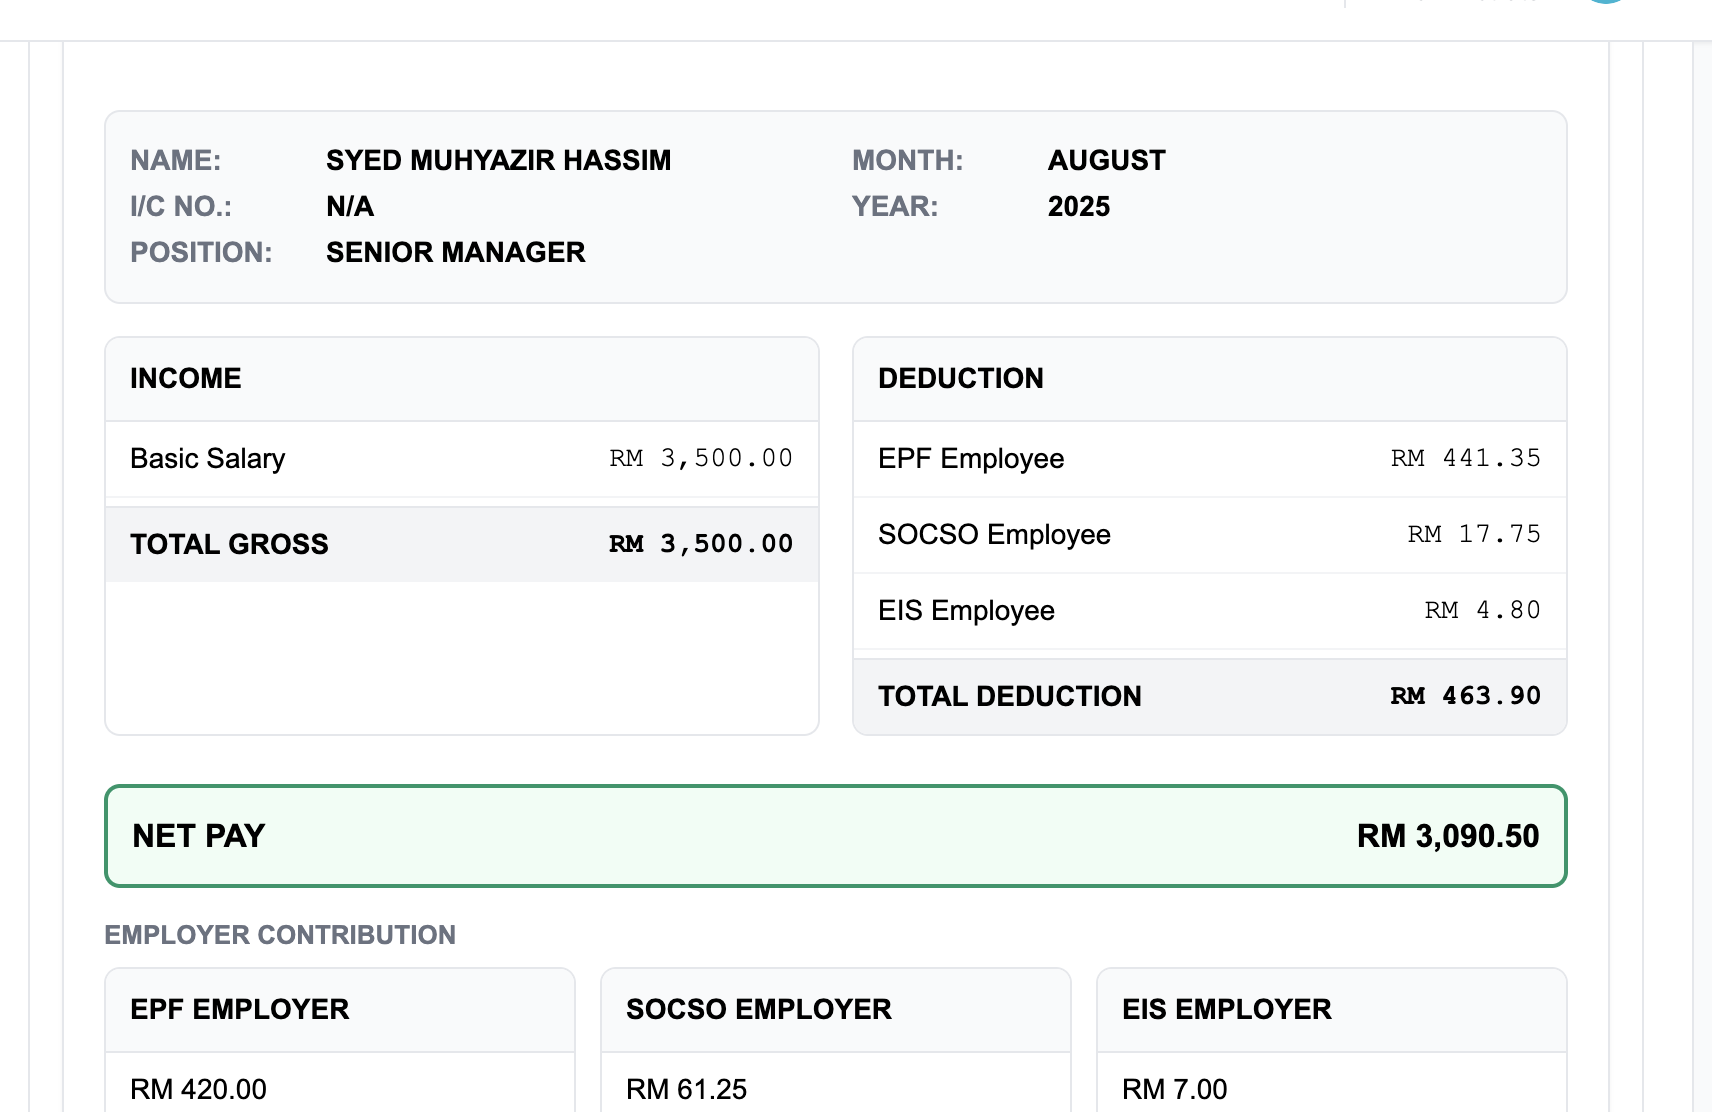 NAME: SYED MUHYAZIR HASSIM MONTH: AUGUST
I/C NO.: N/A YEAR: 2025
POSITION: SENIOR MANAGER
INCOME
Basic Salary RM 3,500.00
TOTAL GROSS RM 3,500.00
DEDUCTION
EPF Employee RM 441.35
SOCSO Employee RM 17.75
EIS Employee RM 4.80
TOTAL DEDUCTION RM 463.90
NET PAY RM 3,090.50
EMPLOYER CONTRIBUTION
EPF EMPLOYER
RM 420.00
SOCSO EMPLOYER
RM 61.25
EIS EMPLOYER
RM 7.00